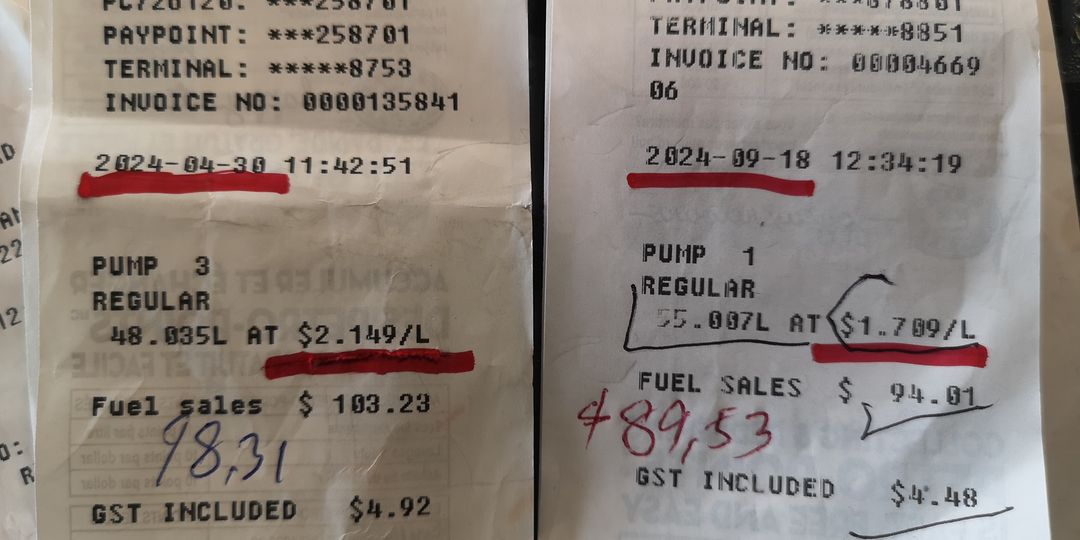 PC720120: ***258701
PAYPOINT: ***258701
TERMINAL: *****8753
INVOICE NO: 0000135841
2024-04-30 11:42:51
PUMP 3
REGULAR
48.035L AT $2.149/L
Fuel sales $ 103.23
98,31
GST INCLUDED $4.92
TERMINAL: *****8851
INVOICE NO: 00004669
06
2024-09-18 12:34:19
PUMP 1
REGULAR
55.007L AT $1.709/L
FUEL SALES $ 94.01
$89,53
GST INCLUDED $4.48